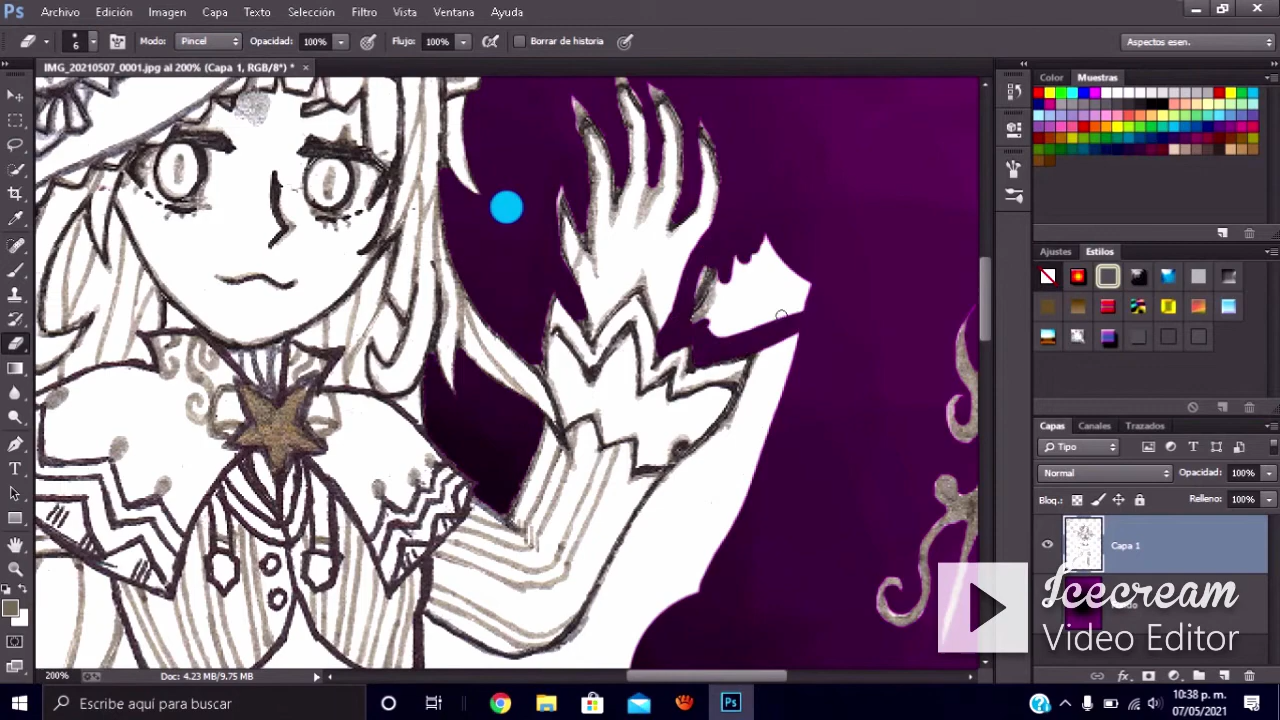 Ps Archivo Edición Imagen Capa Texto Selección Filtro Vista Ventana Ayuda
6 Modo: Pincel Opacidad: 100% Flujo: 100% Borrar de historia Aspectos esen.
IMG_20210507_0001.jpg al 200% (Capa 1, RGB/8*) * ×
Color Muestras
Ajustes Estilos
Capas Canales Trazados
Tipo
Normal Opacidad: 100%
Bloq.: Relleno: 100%
Capa 1
Icecream
Video Editor
200% Doc: 4.23 MB/9.75 MB
Escribe aquí para buscar
Ps
10:38 p.m.
07/05/2021